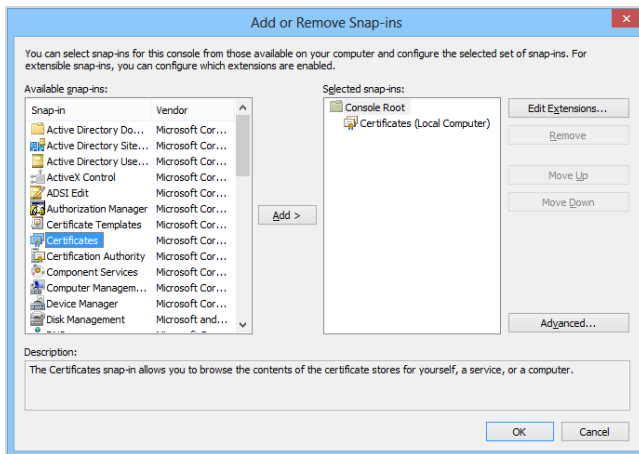 Add or Remove Snap-ins
You can select snap-ins for this console from those available on your computer and configure the selected set of snap-ins. For
extensible snap-ins, you can configure which extensions are enabled.
Available snap-ins:
Selected snap-ins:
Snap-in Vendor
Active Directory Do... Microsoft Cor...
Active Directory Site... Microsoft Cor...
Active Directory Use... Microsoft Cor...
ActiveX Control Microsoft Cor...
ADSI Edit Microsoft Cor...
Authorization Manager Microsoft Cor...
Certificate Templates Microsoft Cor...
Certificates Microsoft Cor...
Certification Authority Microsoft Cor...
Component Services Microsoft Cor...
Computer Managem... Microsoft Cor...
Device Manager Microsoft Cor...
Disk Management Microsoft and...
Add >
Console Root
Certificates (Local Computer)
Edit Extensions...
Remove
Move Up
Move Down
Advanced...
Description:
The Certificates snap-in allows you to browse the contents of the certificate stores for yourself, a service, or a computer.
OK Cancel